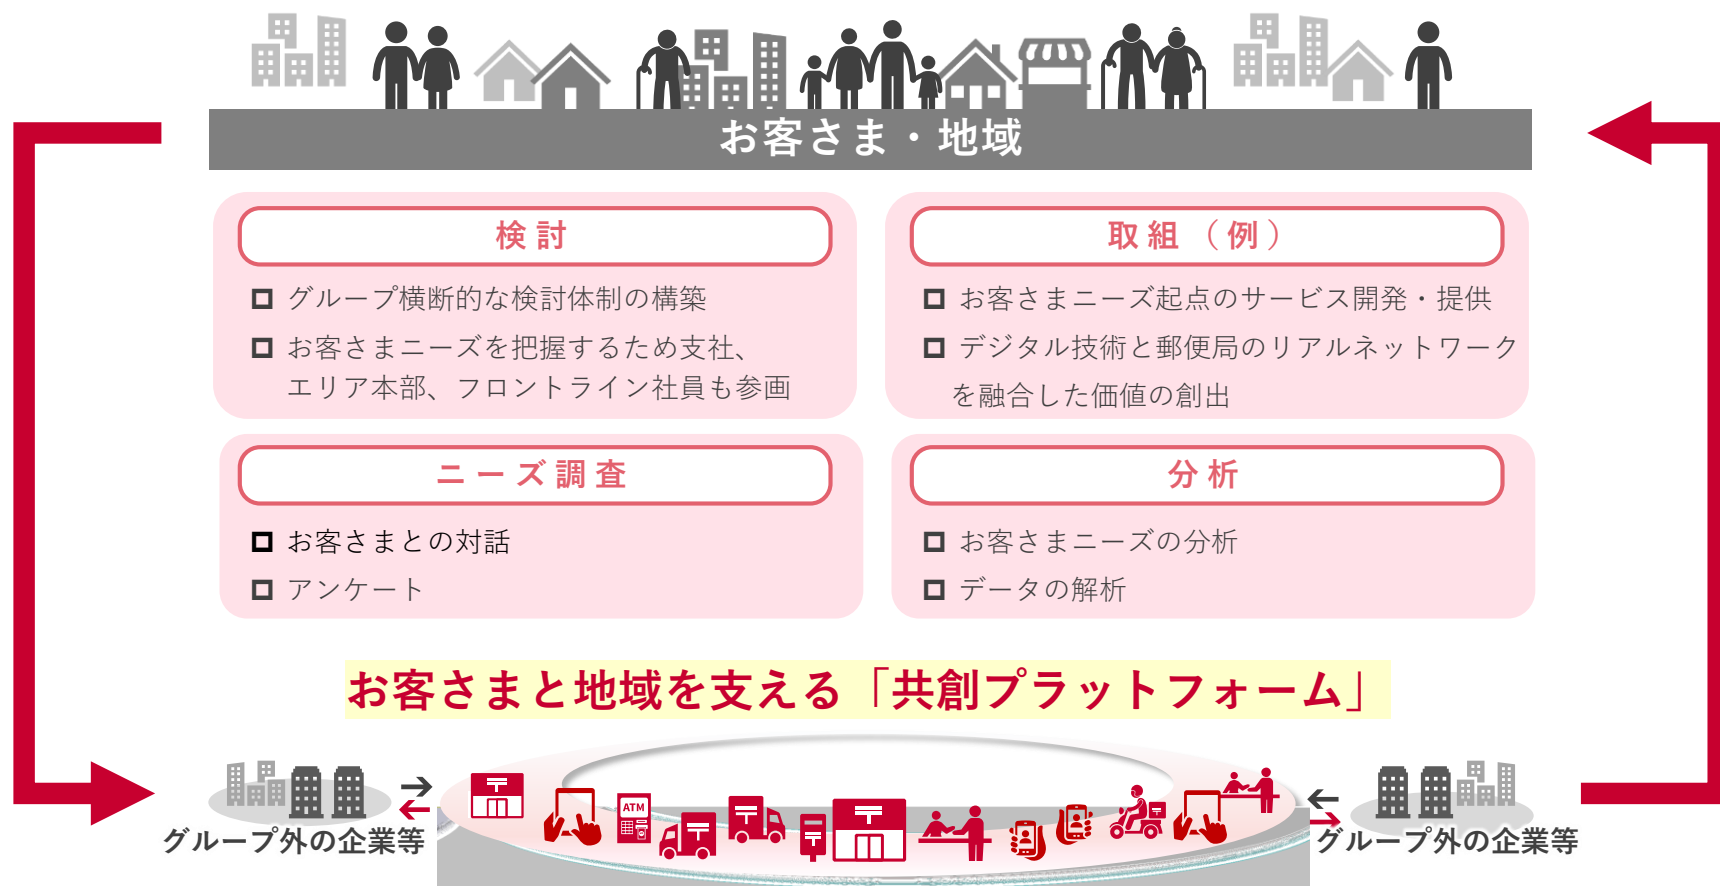 お客さま・地域
検討
グループ横断的な検討体制の構築
お客さまニーズを把握するため支社、
エリア本部、フロントライン社員も参画
取組（例）
お客さまニーズ起点のサービス開発・提供
デジタル技術と郵便局のリアルネットワーク
を融合した価値の創出
ニーズ調査
お客さまとの対話
アンケート
分析
お客さまニーズの分析
データの解析
お客さまと地域を支える「共創プラットフォーム」
ATM
グループ外の企業等
グループ外の企業等